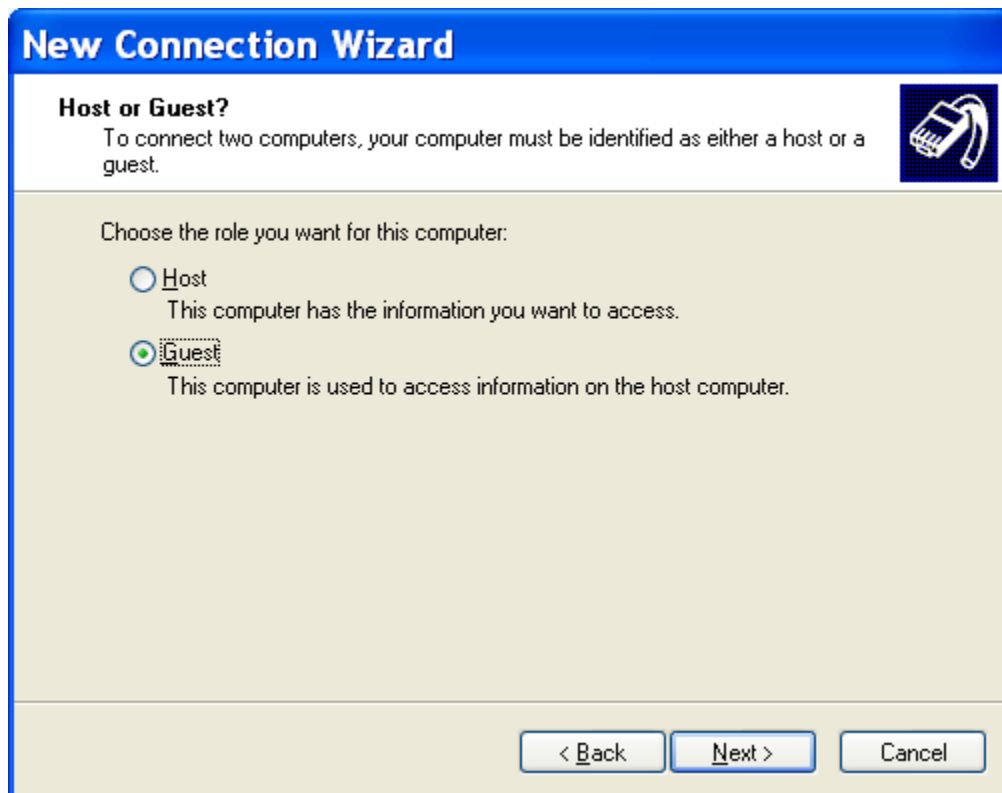 New Connection Wizard
Host or Guest?
To connect two computers, your computer must be identified as either a host or a
guest.
Choose the role you want for this computer:
Host
This computer has the information you want to access.
Guest
This computer is used to access information on the host computer.
< Back
Next >
Cancel